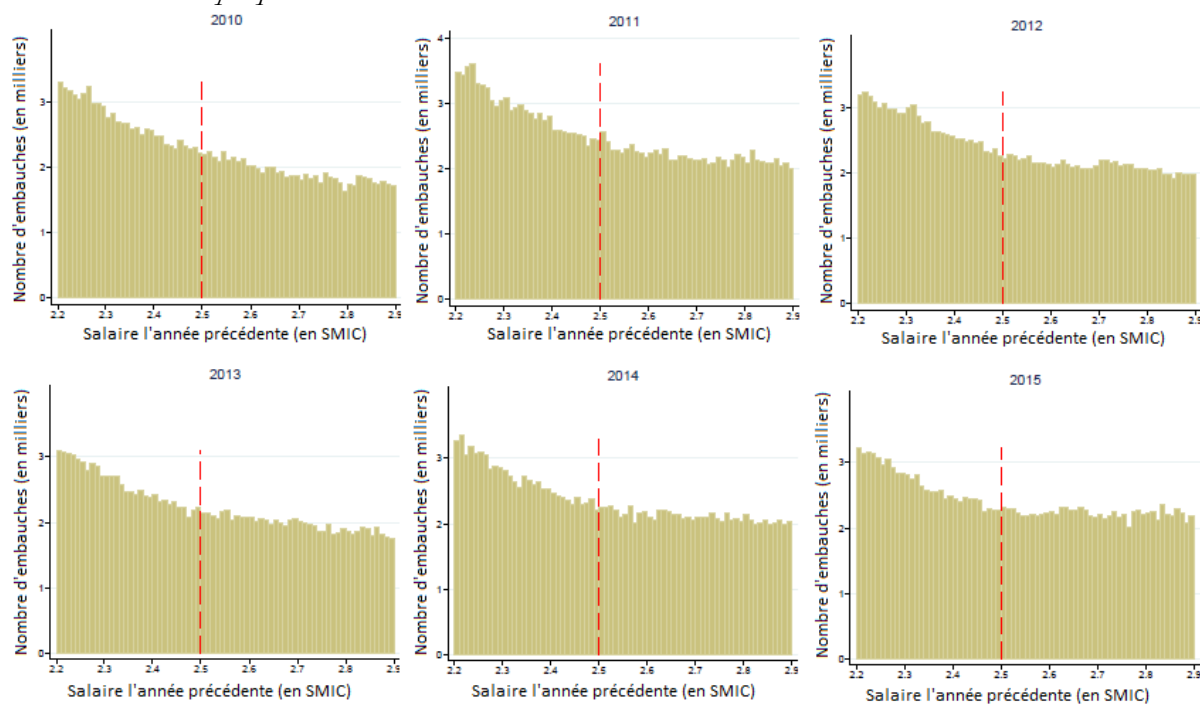 2010
2011
2012
Nombre d'embauches (en milliers)
3
2
1
0
2.2 2.3 2.4 2.5 2.6 2.7 2.8 2.9
Salaire l'année précédente (en SMIC)
Nombre d'embauches (en milliers)
4
3
2
1
0
2.2 2.3 2.4 2.5 2.6 2.7 2.8 2.9
Salaire l'année précédente (en SMIC)
Nombre d'embauches (en milliers)
3
2
1
0
2.2 2.3 2.4 2.5 2.6 2.7 2.8 2.9
Salaire l'année précédente (en SMIC)
2013
2014
2015
Nombre d'embauches (en milliers)
3
2
1
0
2.2 2.3 2.4 2.5 2.6 2.7 2.8 2.9
Salaire l'année précédente (en SMIC)
Nombre d'embauches (en milliers)
3
2
1
0
2.2 2.3 2.4 2.5 2.6 2.7 2.8 2.9
Salaire l'année précédente (en SMIC)
Nombre d'embauches (en milliers)
3
2
1
0
2.2 2.3 2.4 2.5 2.6 2.7 2.8 2.9
Salaire l'année précédente (en SMIC)